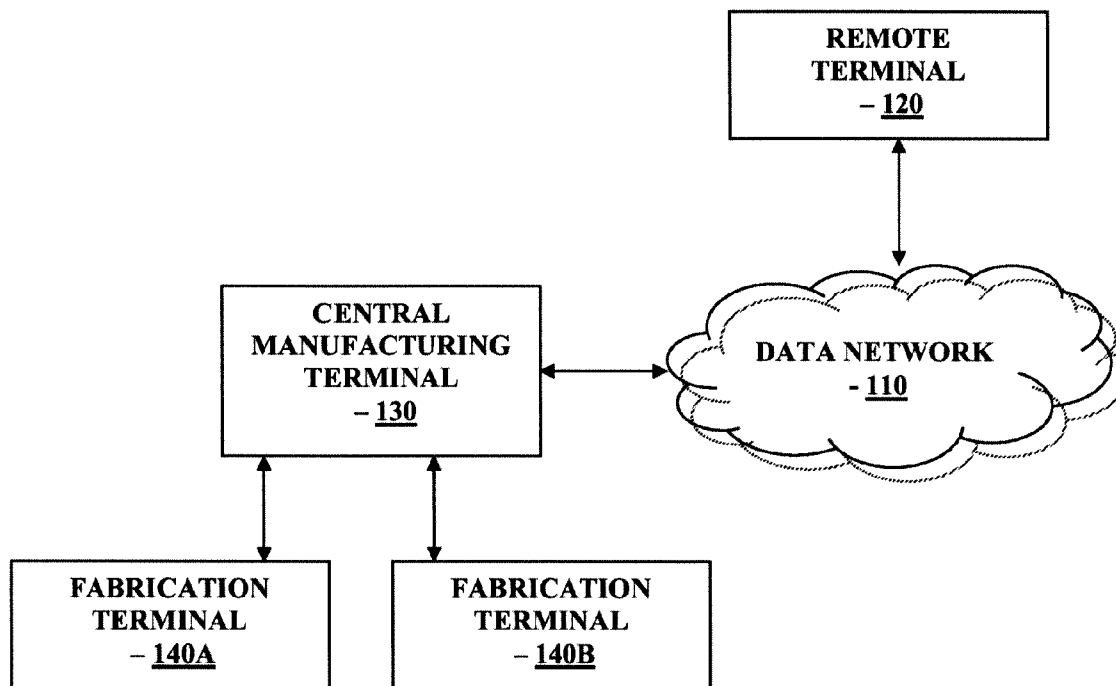 REMOTE
TERMINAL
– 120
CENTRAL
MANUFACTURING
TERMINAL
– 130
DATA NETWORK
- 110
FABRICATION
TERMINAL
– 140A
FABRICATION
TERMINAL
– 140B